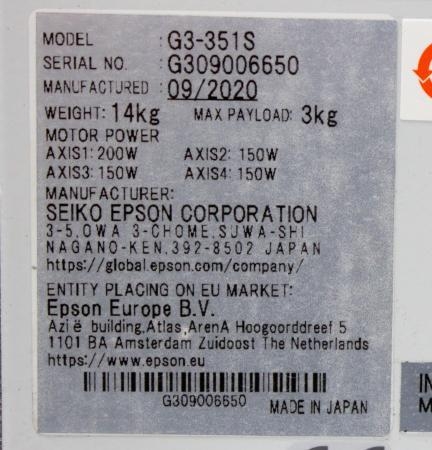 MODEL : G3-351S
SERIAL NO. : G309006650
MANUFACTURED : 09/2020
WEIGHT: 14kg MAX PAYLOAD: 3kg
MOTOR POWER
AXIS1: 200W AXIS2: 150W
AXIS3: 150W AXIS4: 150W
MANUFACTURER:
SEIKO EPSON CORPORATION
3-5,OWA 3-CHOME,SUWA-SHI
NAGANO-KEN,392-8502 JAPAN
https://global.epson.com/company/
ENTITY PLACING ON EU MARKET:
Epson Europe B.V.
Azië building,Atlas,ArenA Hoogoorddreef 5
1101 BA Amsterdam Zuidoost The Netherlands
https://www.epson.eu
G309006650 MADE IN JAPAN